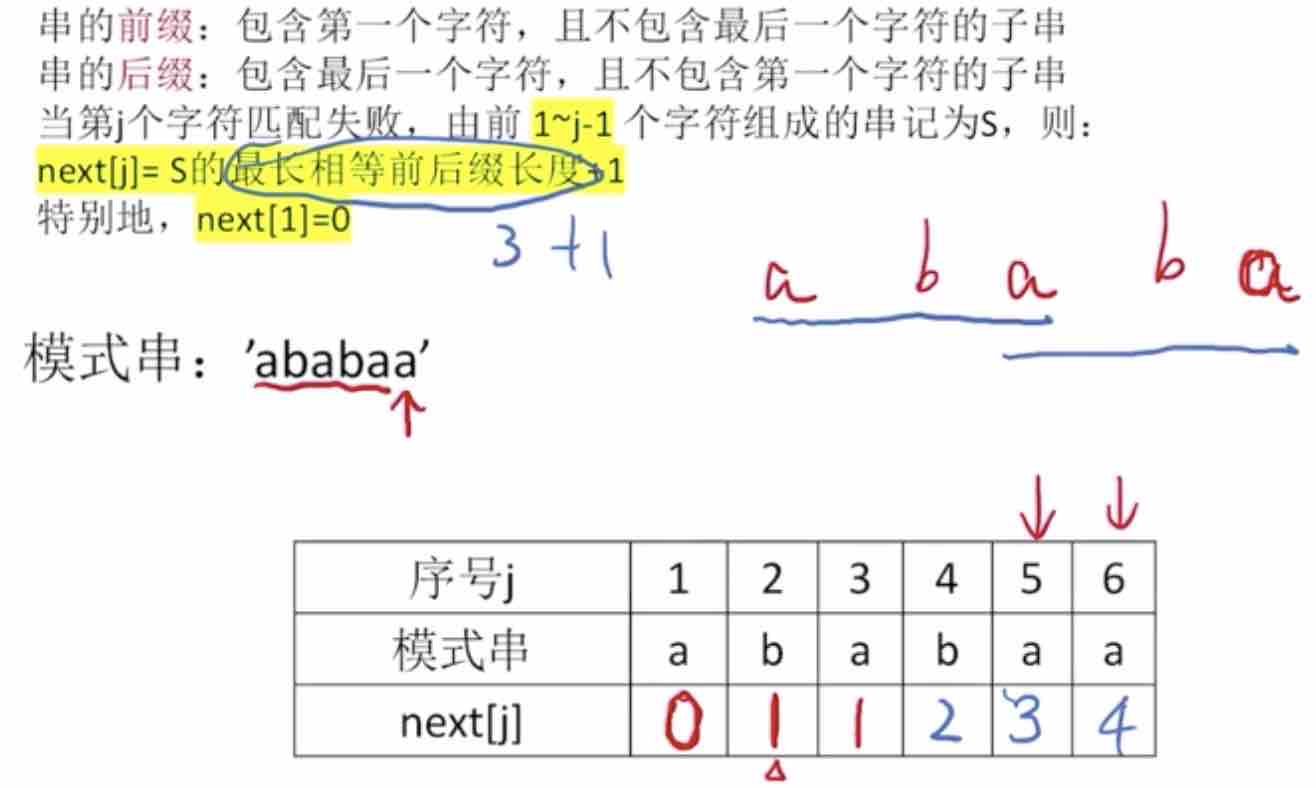 串的前缀：包含第一个字符，且不包含最后一个字符的子串
串的后缀：包含最后一个字符，且不包含第一个字符的子串
当第j个字符匹配失败，由前 1~j-1 个字符组成的串记为S，则：
next[j]= S的最长相等前后缀长度+1
特别地，next[1]=0
3 +1
a b a b a
模式串：'ababaa'
序号j 1 2 3 4 5 6
模式串 a b a b a a
next[j] 0 1 1 2 3 4